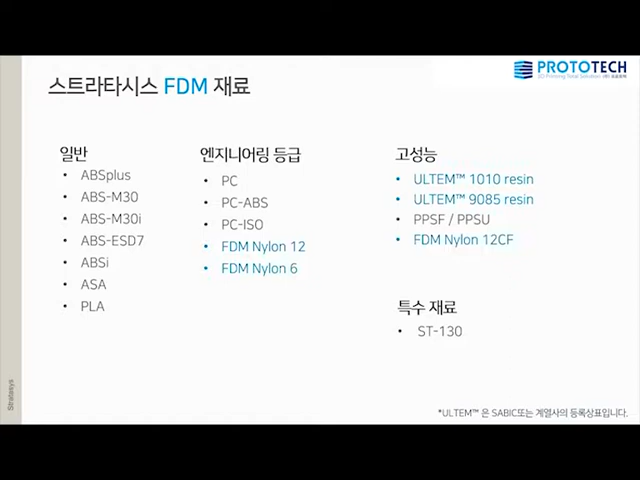 PROTOTECH
스트라타시스 FDM 재료
일반
• ABSplus
• ABS-M30
• ABS-M30i
• ABS-ESD7
• ABSi
• ASA
• PLA
엔지니어링 등급
• PC
• PC-ABS
• PC-ISO
• FDM Nylon 12
• FDM Nylon 6
고성능
• ULTEM™ 1010 resin
• ULTEM™ 9085 resin
• PPSF / PPSU
• FDM Nylon 12CF
특수 재료
• ST-130
Stratasys
*ULTEM™ 은 SABIC또는 계열사의 등록상표입니다.